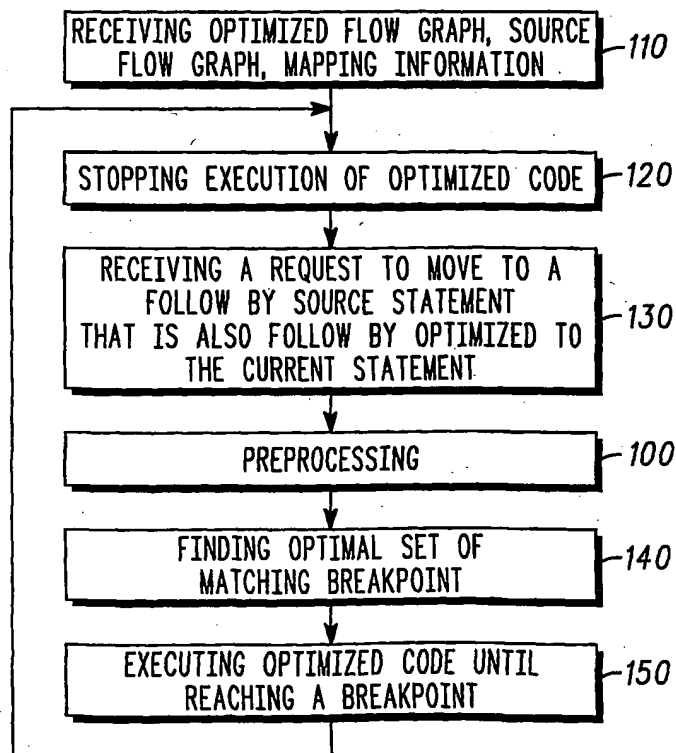 RECEIVING OPTIMIZED FLOW GRAPH, SOURCE
FLOW GRAPH, MAPPING INFORMATION
110
STOPPING EXECUTION OF OPTIMIZED CODE
120
RECEIVING A REQUEST TO MOVE TO A
FOLLOW BY SOURCE STATEMENT
THAT IS ALSO FOLLOW BY OPTIMIZED TO
THE CURRENT STATEMENT
130
PREPROCESSING
100
FINDING OPTIMAL SET OF
MATCHING BREAKPOINT
140
EXECUTING OPTIMIZED CODE UNTIL
REACHING A BREAKPOINT
150